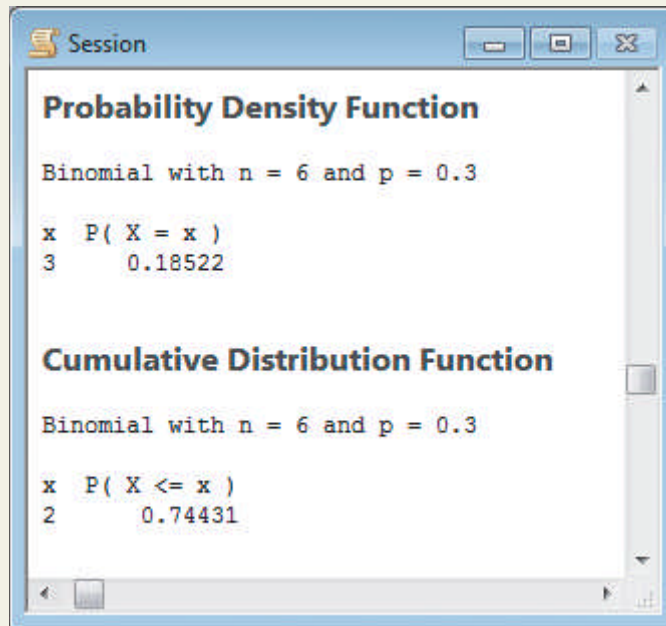 Session
Probability Density Function
Binomial with n = 6 and p = 0.3
x P( X = x )
3 0.18522
Cumulative Distribution Function
Binomial with n = 6 and p = 0.3
x P( X <= x )
2 0.74431